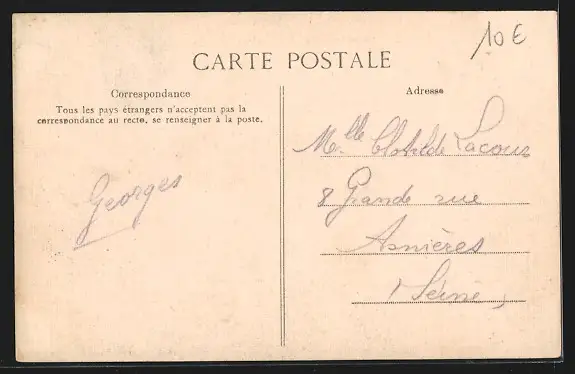 10€
CARTE POSTALE
Correspondance
Tous les pays étrangers n'acceptent pas la
correspondance au recto, se renseigner à la poste.
Georges
Adresse
Melle Clotilde Lacour
8 Grande rue
Asnières
Seine